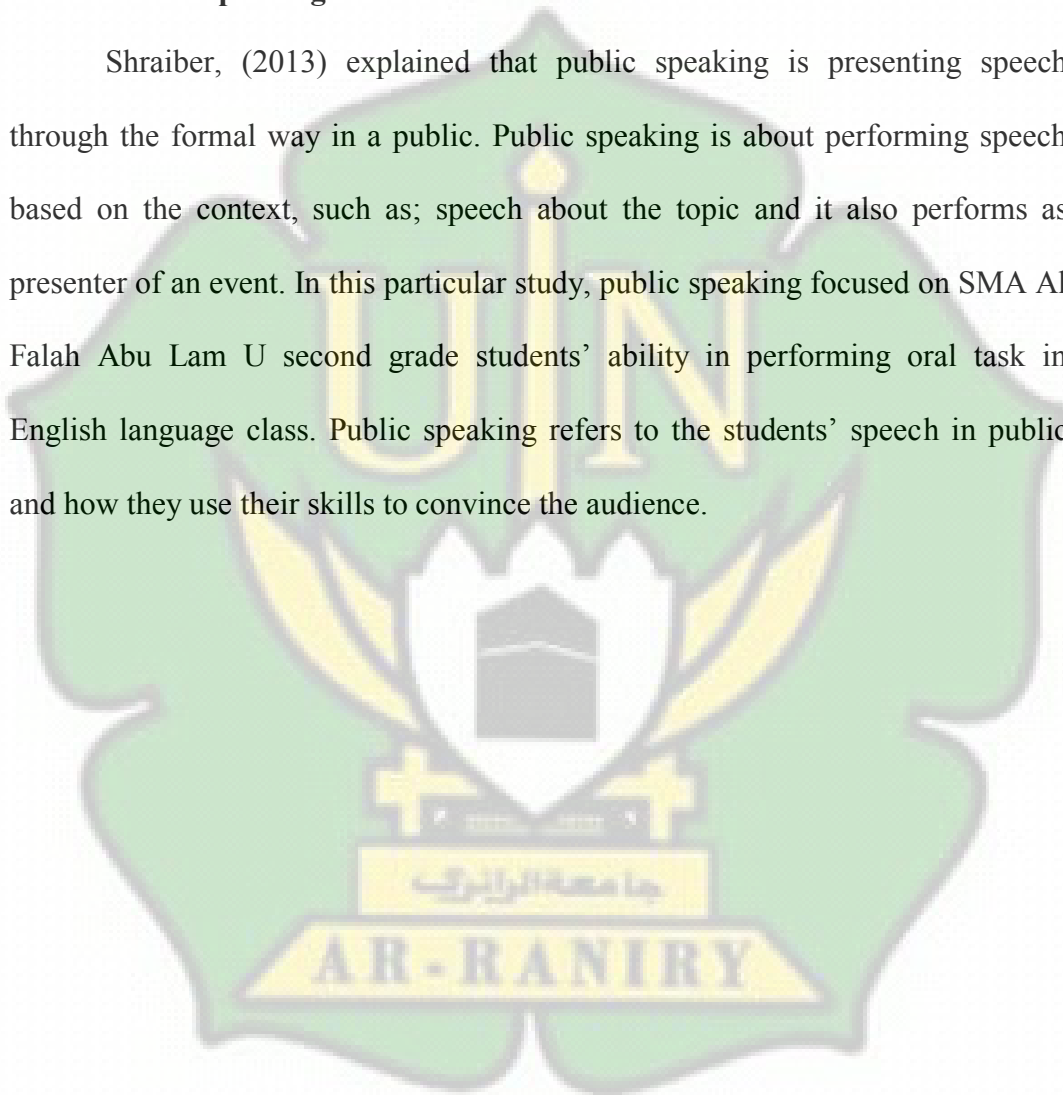 Shraiber, (2013) explained that public speaking is presenting speech
through the formal way in a public. Public speaking is about performing speech
based on the context, such as; speech about the topic and it also performs as
presenter of an event. In this particular study, public speaking focused on SMA Al
Falah Abu Lam U second grade students’ ability in performing oral task in
English language class. Public speaking refers to the students’ speech in public
and how they use their skills to convince the audience.
UIN
جامعة الرانري
AR-RANIRY